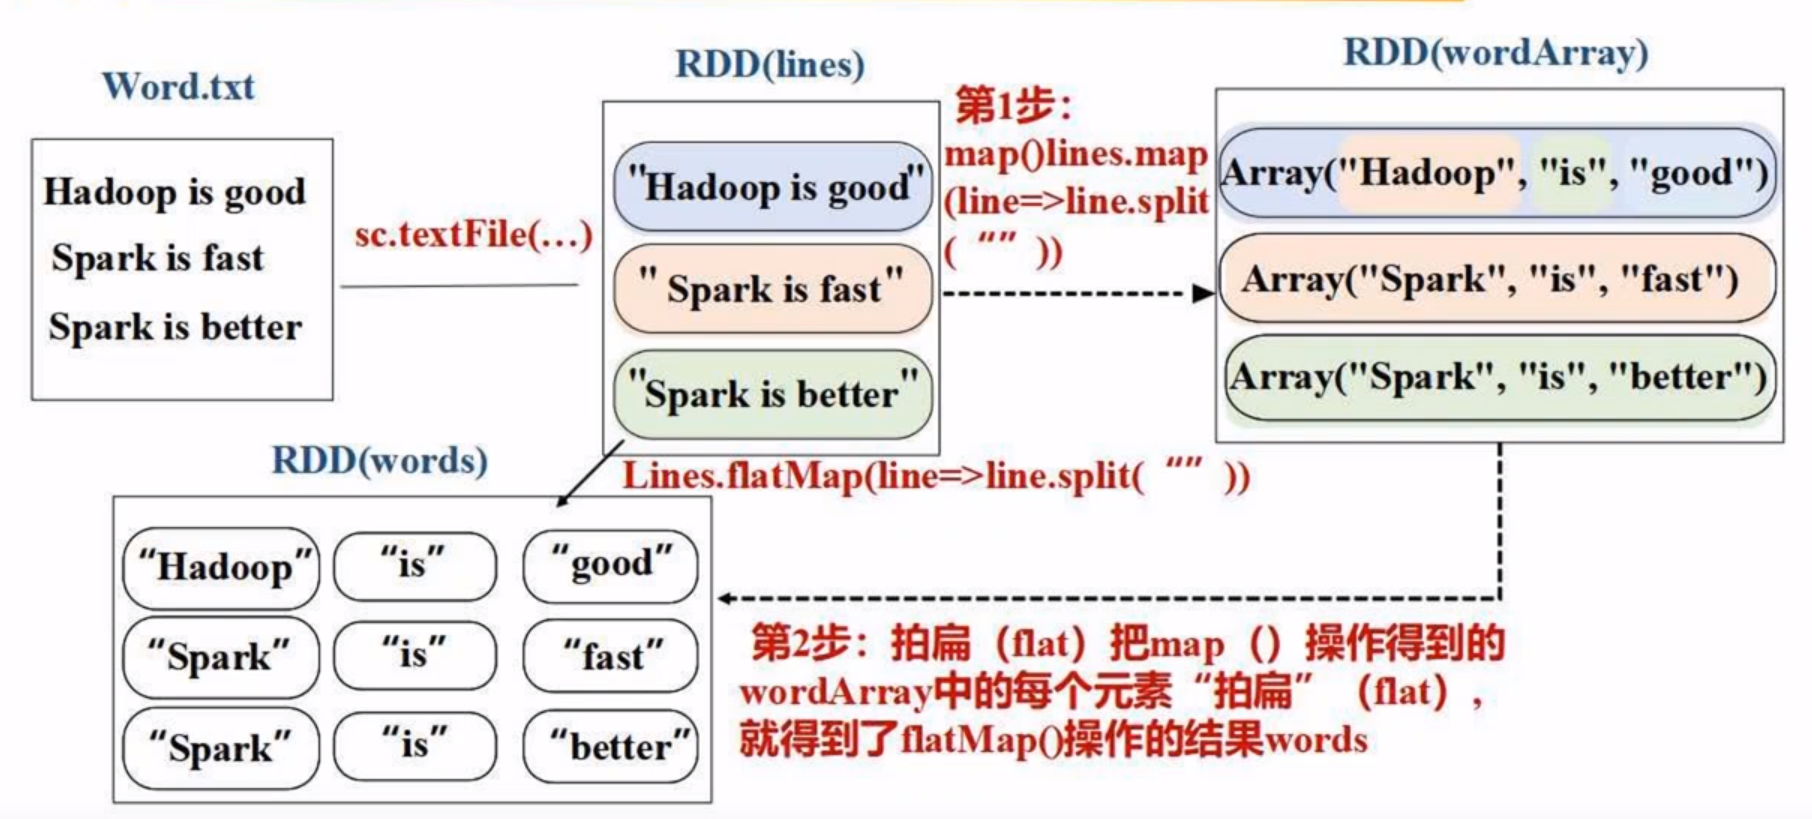 Word.txt
Hadoop is good
Spark is fast
Spark is better
sc.textFile(…)
RDD(lines)
"Hadoop is good"
" Spark is fast"
"Spark is better"
第1步：
map()lines.map
(line=>line.split
( “” ))
RDD(wordArray)
Array("Hadoop", "is", "good")
Array("Spark", "is", "fast")
Array("Spark", "is", "better")
Lines.flatMap(line=>line.split( “” ))
RDD(words)
“Hadoop” “is” “good”
“Spark” “is” “fast”
“Spark” “is” “better”
第2步：拍扁（flat）把map（）操作得到的
wordArray中的每个元素“拍扁”（flat），
就得到了flatMap()操作的结果words